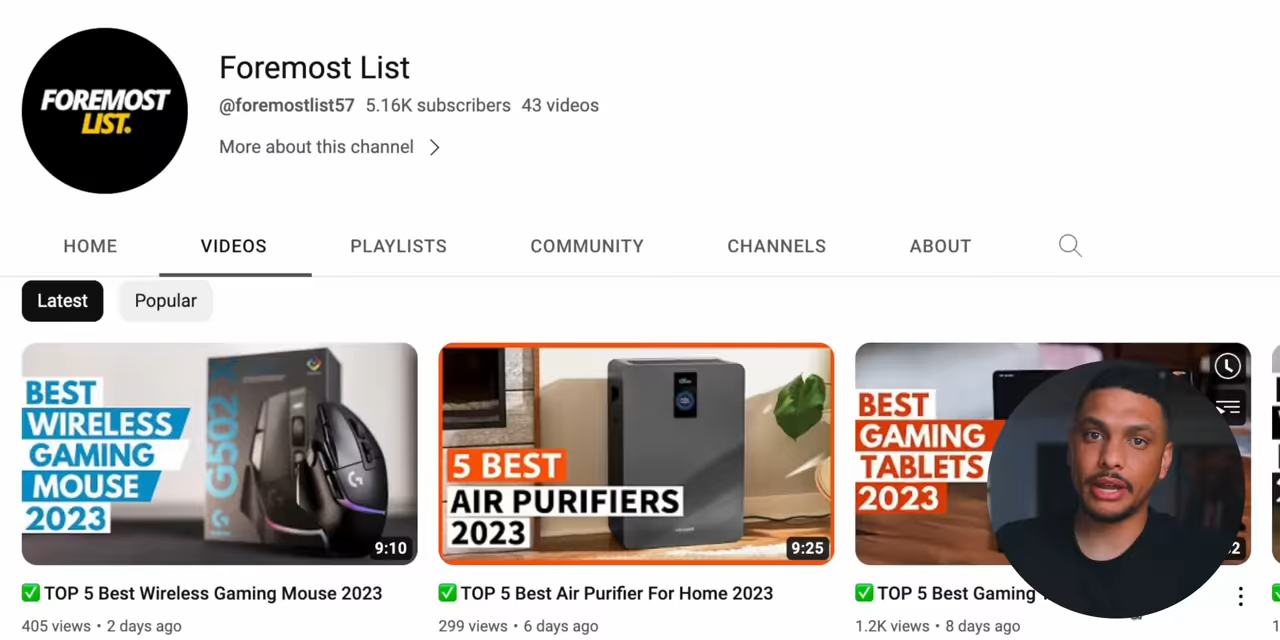 FOREMOST
LIST.
Foremost List
@foremostlist57 5.16K subscribers 43 videos
More about this channel
HOME VIDEOS PLAYLISTS COMMUNITY CHANNELS ABOUT
Latest Popular
BEST
WIRELESS
GAMING
MOUSE
2023
G502 X
9:10
5 BEST
AIR PURIFIERS
2023
9:25
BEST
GAMING
TABLETS
2023
✅ TOP 5 Best Wireless Gaming Mouse 2023
405 views • 2 days ago
✅ TOP 5 Best Air Purifier For Home 2023
299 views • 6 days ago
✅ TOP 5 Best Gaming
1.2K views • 8 days ago